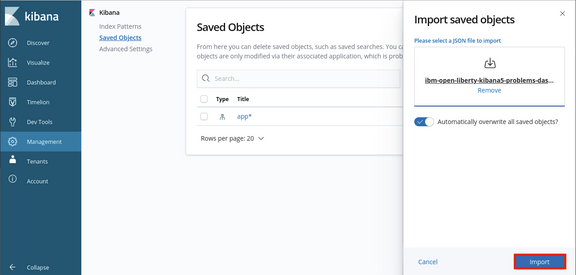 kibana
Discover
Visualize
Dashboard
Timelion
Dev Tools
Management
Tenants
Account
Collapse
Kibana
Index Patterns
Saved Objects
Advanced Settings
Saved Objects
From here you can delete saved objects, such as saved searches. You ca
objects are only modified via their associated application, which is prob
Search...
Type Title
app*
Rows per page: 20
Import saved objects
Please select a JSON file to import
ibm-open-liberty-kibana5-problems-das...
Remove
Automatically overwrite all saved objects?
Cancel
Import